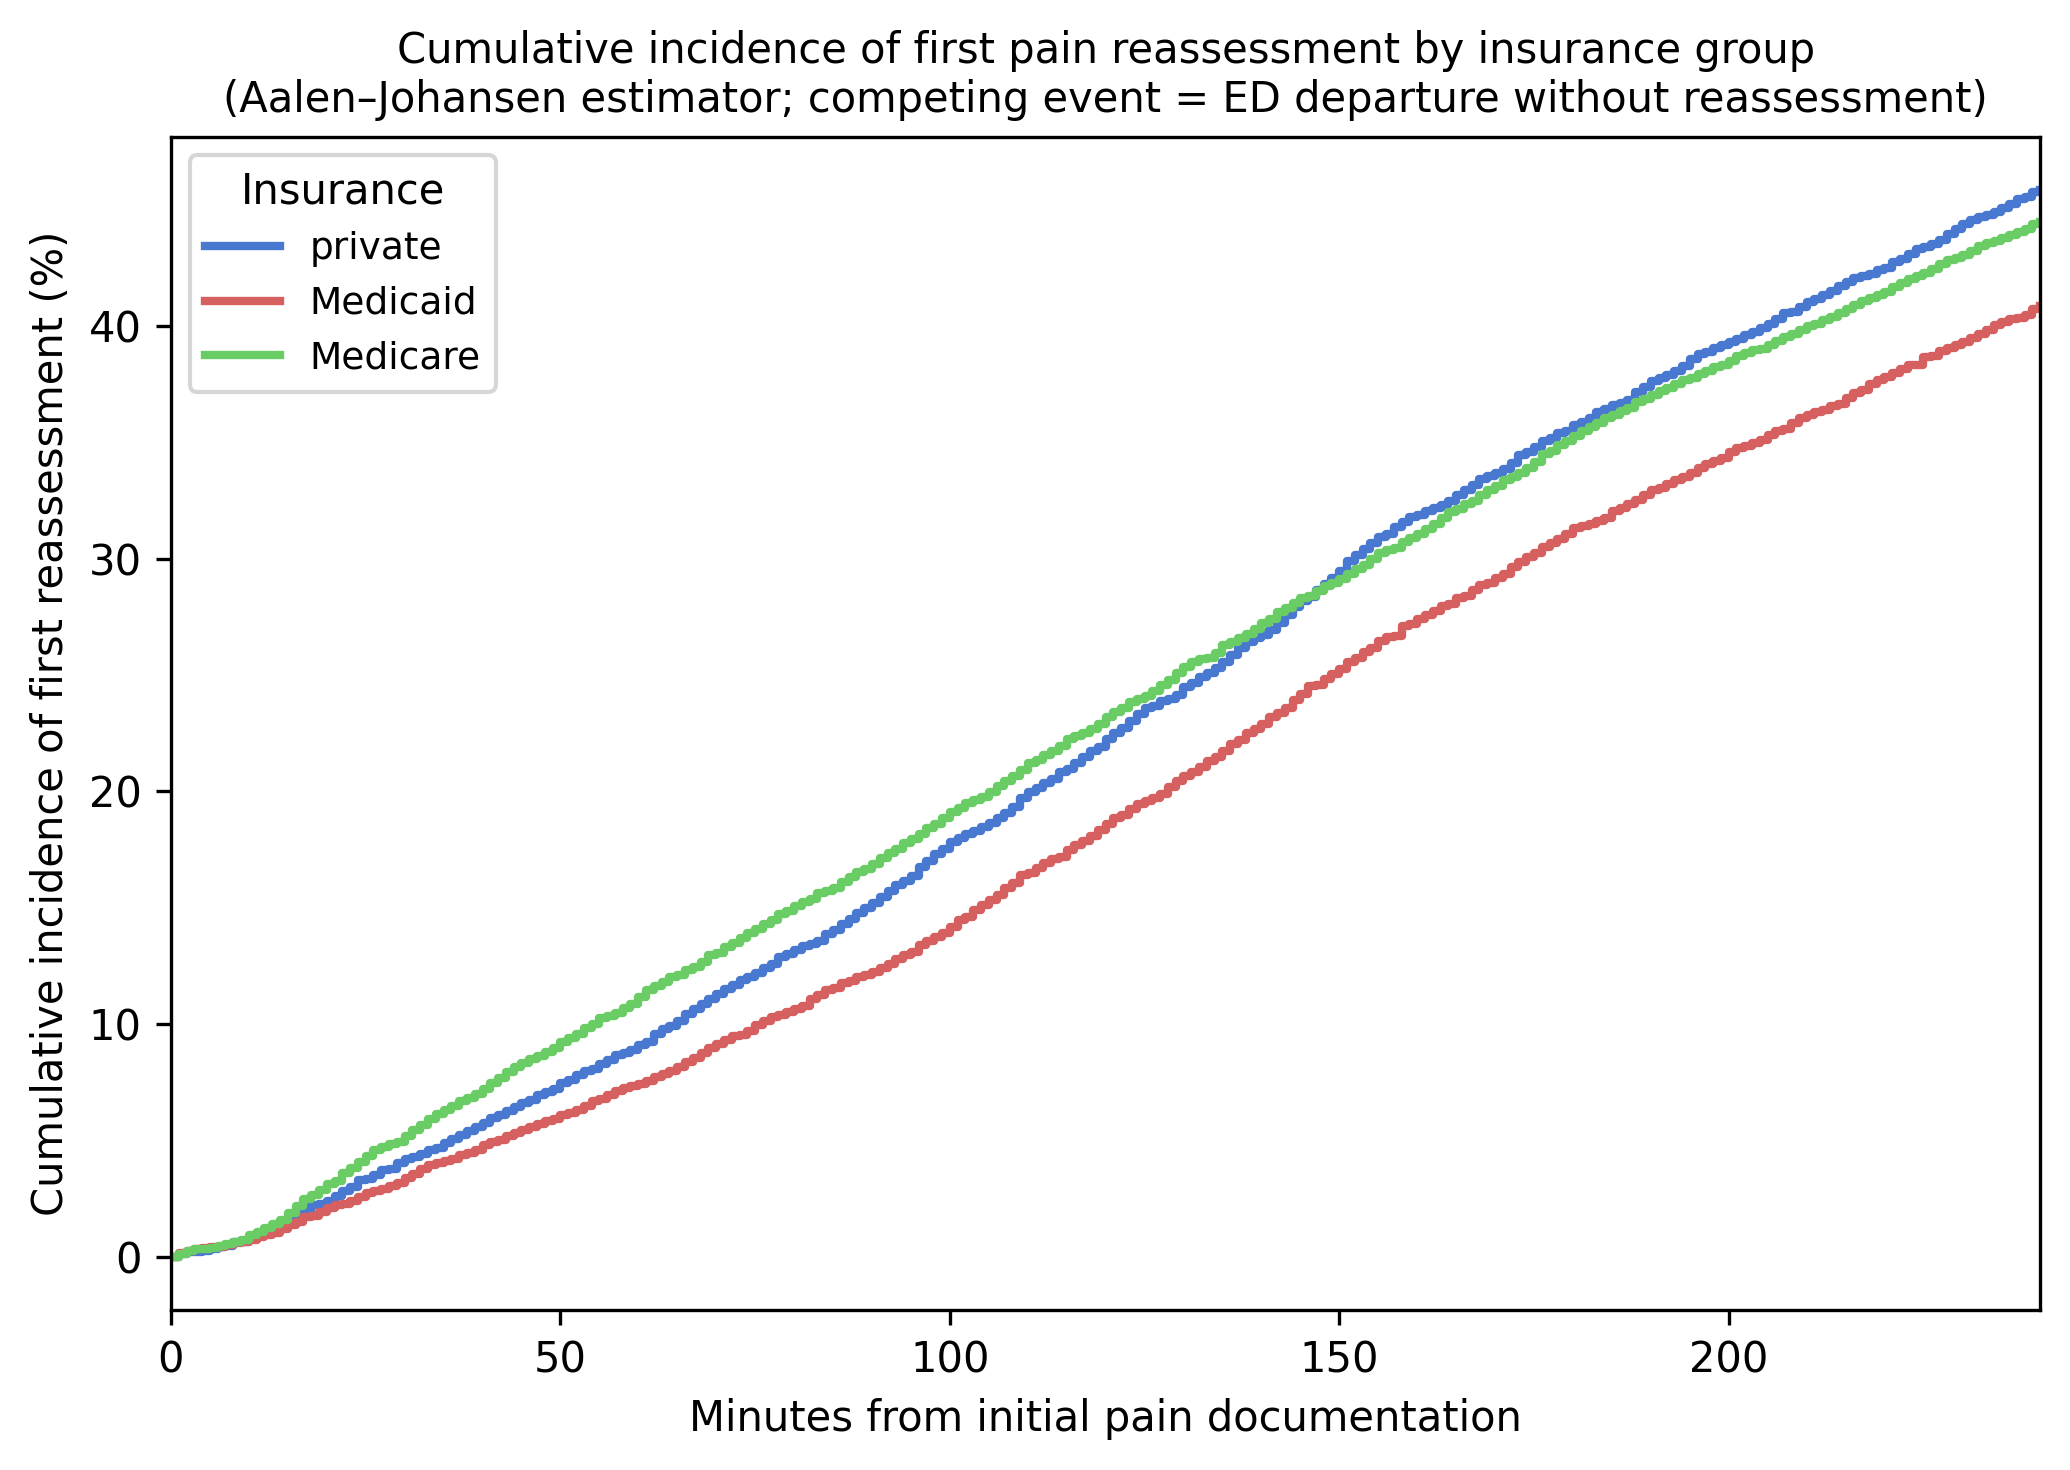 Cumulative incidence of first pain reassessment by insurance group
(Aalen–Johansen estimator; competing event = ED departure without reassessment)
Insurance
private
Medicaid
Medicare
Cumulative incidence of first reassessment (%)
40
30
20
10
0
0 50 100 150 200
Minutes from initial pain documentation